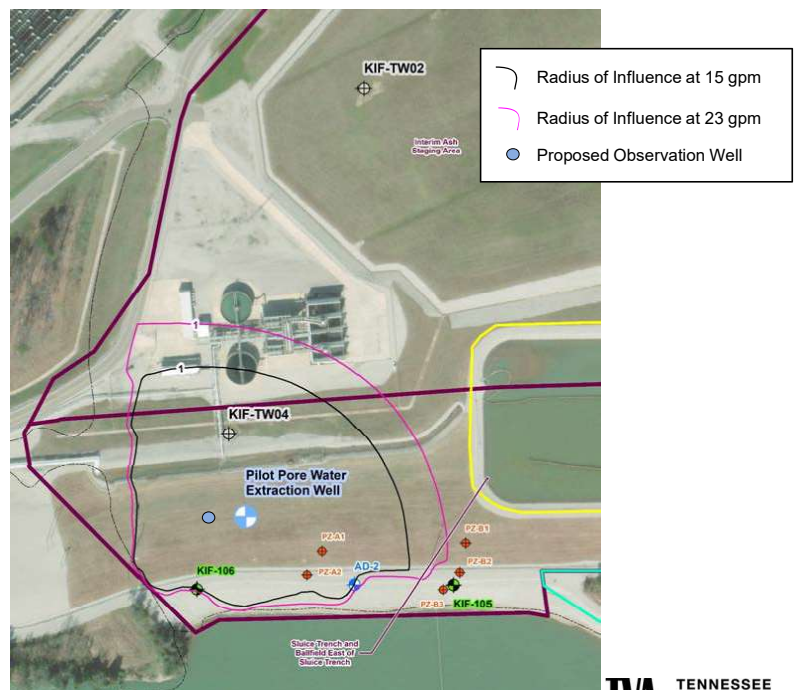 KIF-TW02
Interim Ash
Staging Area
Radius of Influence at 15 gpm
Radius of Influence at 23 gpm
Proposed Observation Well
1
1
KIF-TW04
Pilot Pore Water
Extraction Well
PZ-A1
PZ-B1
KIF-106
PZ-A2
AD-2
PZ-B2
PZ-B3
KIF-105
Sluice Trench and
Ballfield East of
Sluice Trench
TVA
TENNESSEE